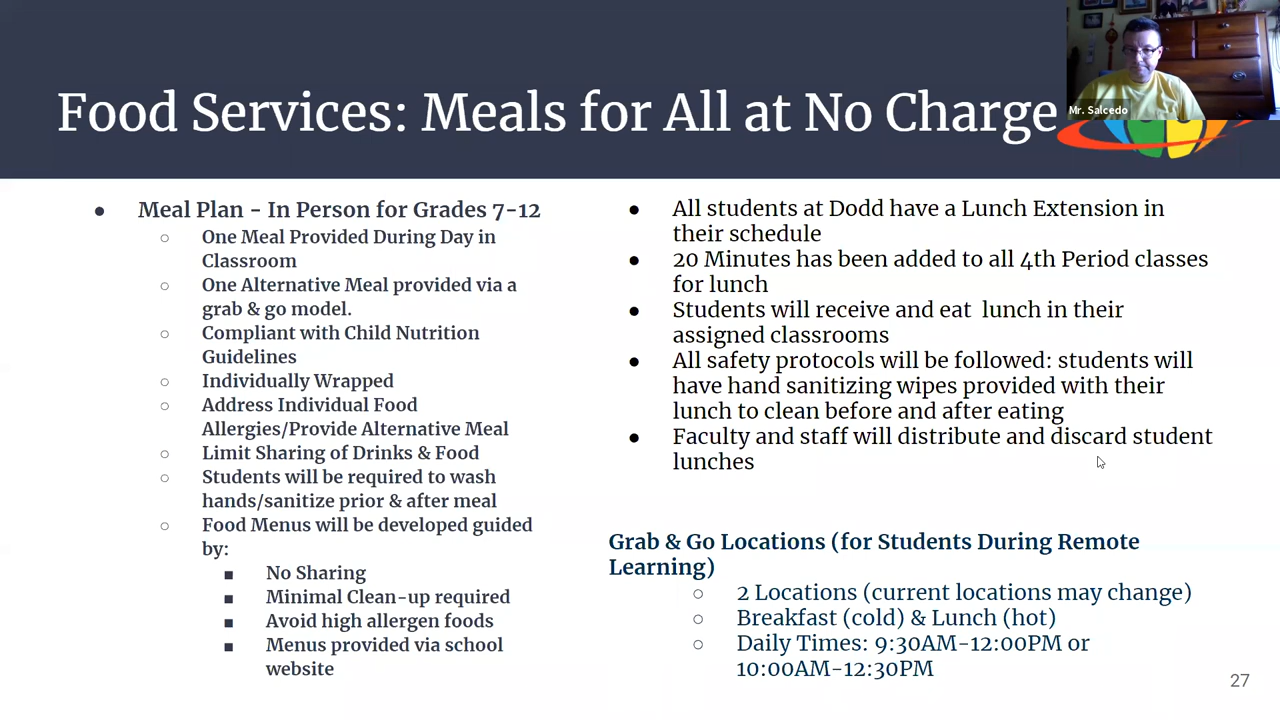 Food Services: Meals for All at No Charge
Mr. Salcedo
● Meal Plan - In Person for Grades 7-12
○ One Meal Provided During Day in
Classroom
○ One Alternative Meal provided via a
grab & go model.
○ Compliant with Child Nutrition
Guidelines
○ Individually Wrapped
○ Address Individual Food
Allergies/Provide Alternative Meal
○ Limit Sharing of Drinks & Food
○ Students will be required to wash
hands/sanitize prior & after meal
○ Food Menus will be developed guided
by:
■ No Sharing
■ Minimal Clean-up required
■ Avoid high allergen foods
■ Menus provided via school
website
● All students at Dodd have a Lunch Extension in
their schedule
● 20 Minutes has been added to all 4th Period classes
for lunch
● Students will receive and eat lunch in their
assigned classrooms
● All safety protocols will be followed: students will
have hand sanitizing wipes provided with their
lunch to clean before and after eating
● Faculty and staff will distribute and discard student
lunches
Grab & Go Locations (for Students During Remote
Learning)
○ 2 Locations (current locations may change)
○ Breakfast (cold) & Lunch (hot)
○ Daily Times: 9:30AM-12:00PM or
10:00AM-12:30PM
27